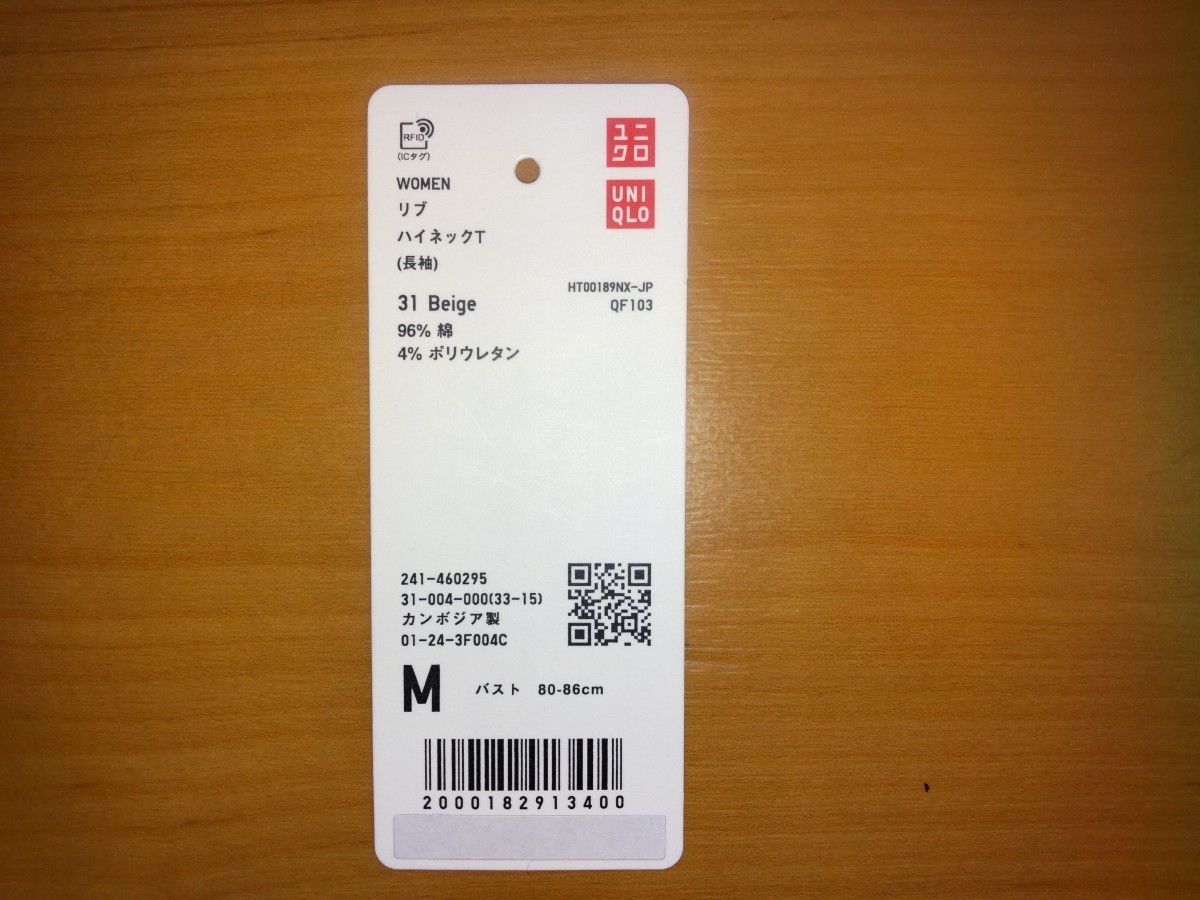 RFID
(ICタグ)
ユニ
クロ
UNI
QLO
WOMEN
リブ
ハイネックT
(長袖)
HT00189NX-JP
QF103
31 Beige
96% 綿
4% ポリウレタン
241-460295
31-004-000(33-15)
カンボジア製
01-24-3F004C
M バスト 80-86cm
2000182913400